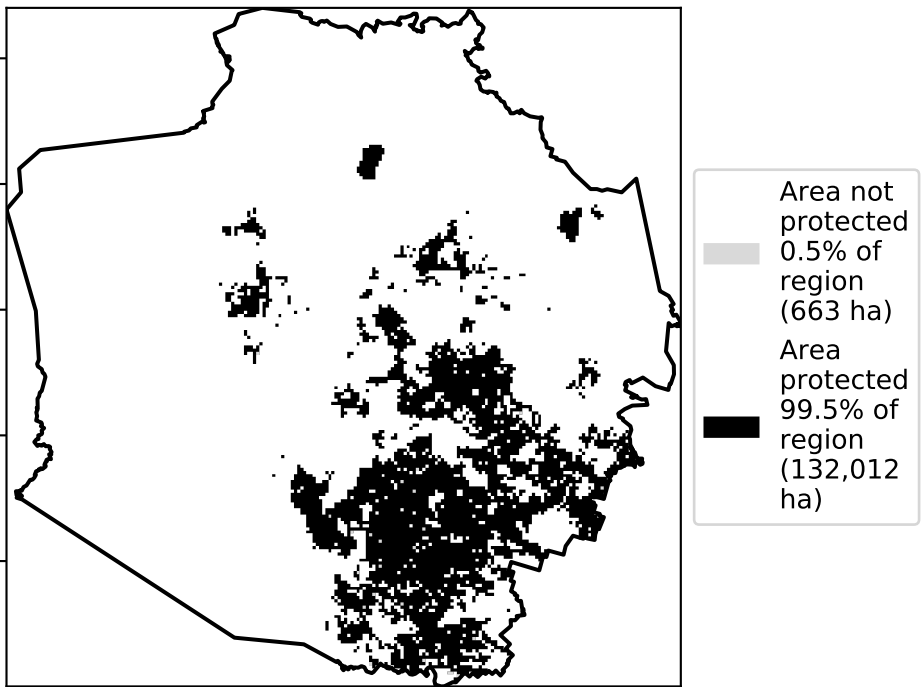 Area not
protected
0.5% of
region
(663 ha)
Area
protected
99.5% of
region
(132,012
ha)